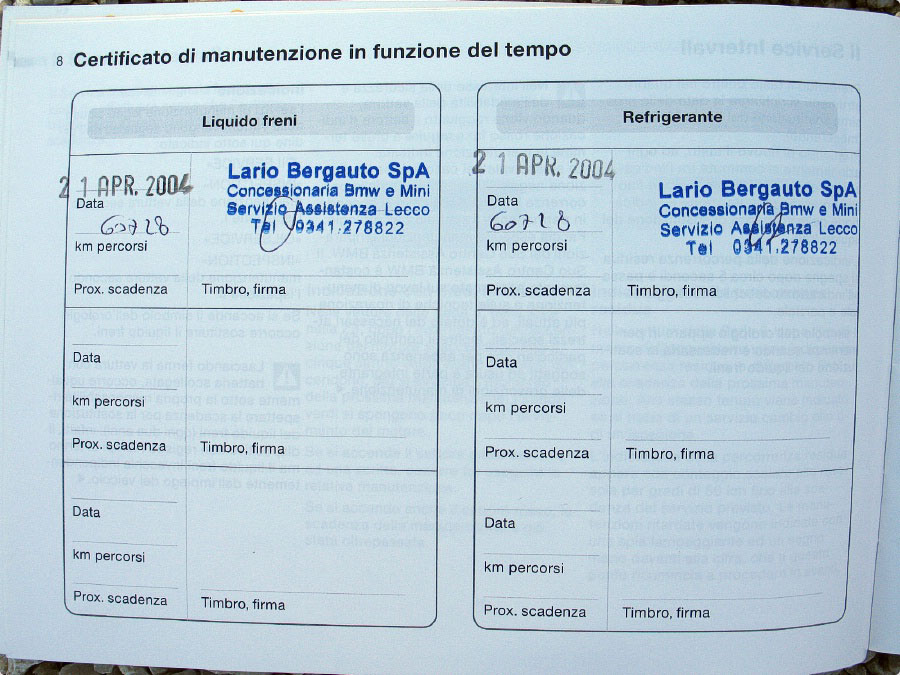 8 Certificato di manutenzione in funzione del tempo
Liquido freni
21 APR. 2004
Data
60728
km percorsi
Prox. scadenza
Lario Bergauto SpA
Concessionaria Bmw e Mini
Servizio Assistenza Lecco
Tel 0341.278822
Timbro, firma
Data
km percorsi
Prox. scadenza
Timbro, firma
Data
km percorsi
Prox. scadenza
Timbro, firma
Refrigerante
21 APR. 2004
Data
60728
km percorsi
Prox. scadenza
Lario Bergauto SpA
Concessionaria Bmw e Mini
Servizio Assistenza Lecco
Tel 0341.278822
Timbro, firma
Data
km percorsi
Prox. scadenza
Timbro, firma
Data
km percorsi
Prox. scadenza
Timbro, firma